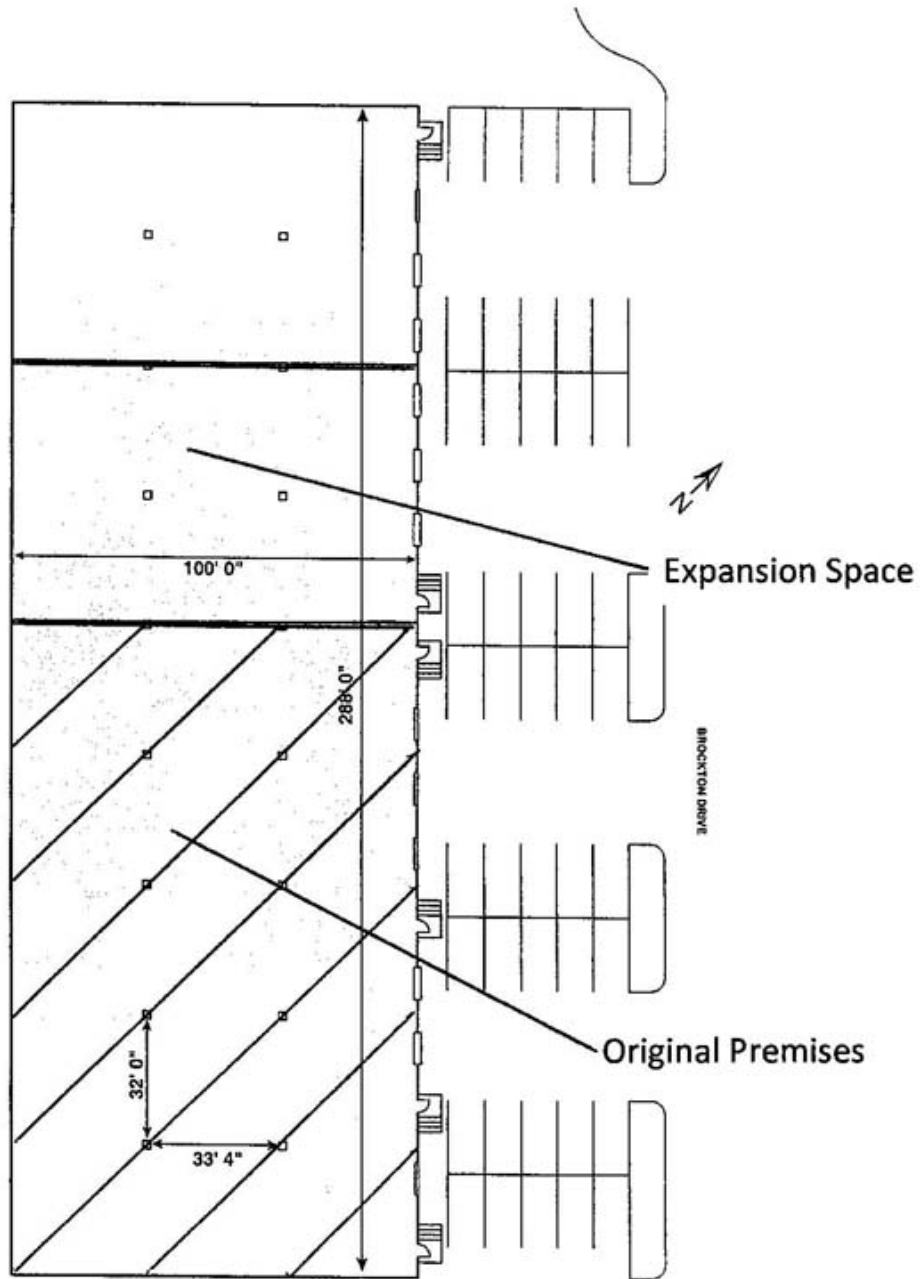 N
100' 0"
Expansion Space
288' 0"
BROCKTON DRIVE
Original Premises
32' 0"
33' 4"